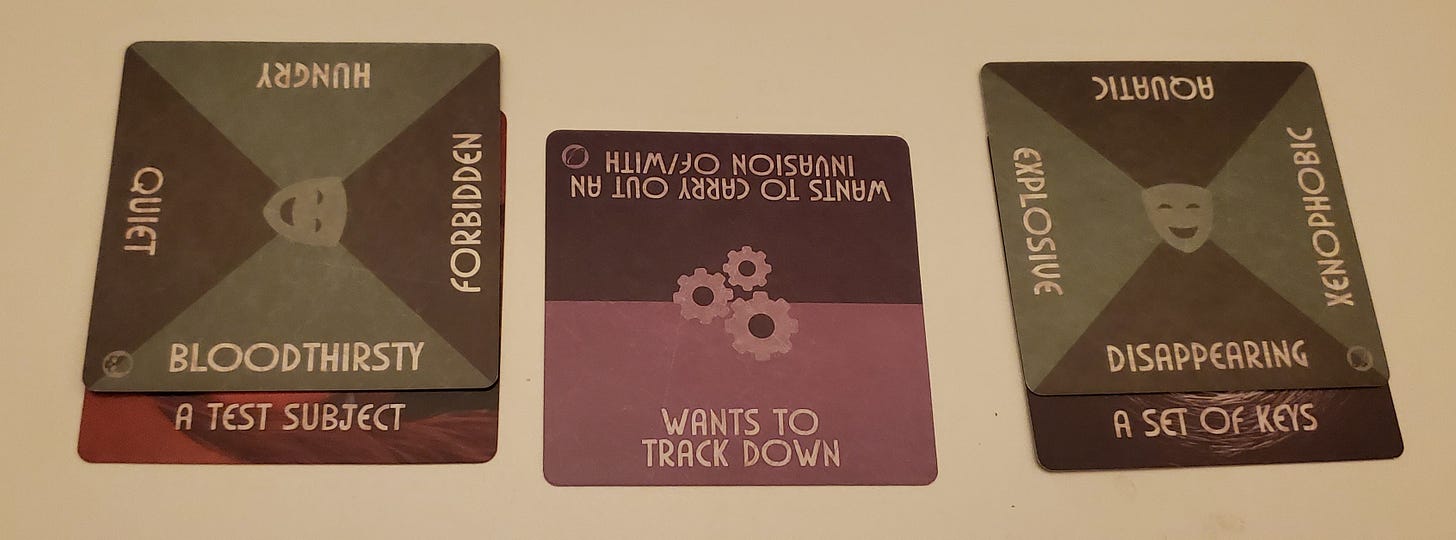 HUNGRY
QUIET
FORBIDDEN
BLOODTHIRSTY
A TEST SUBJECT
WANTS TO CARRY OUT AN
INVASION OF/WITH
WANTS TO
TRACK DOWN
AQUATIC
EXPLOSIVE
XENOPHOBIC
DISAPPEARING
A SET OF KEYS